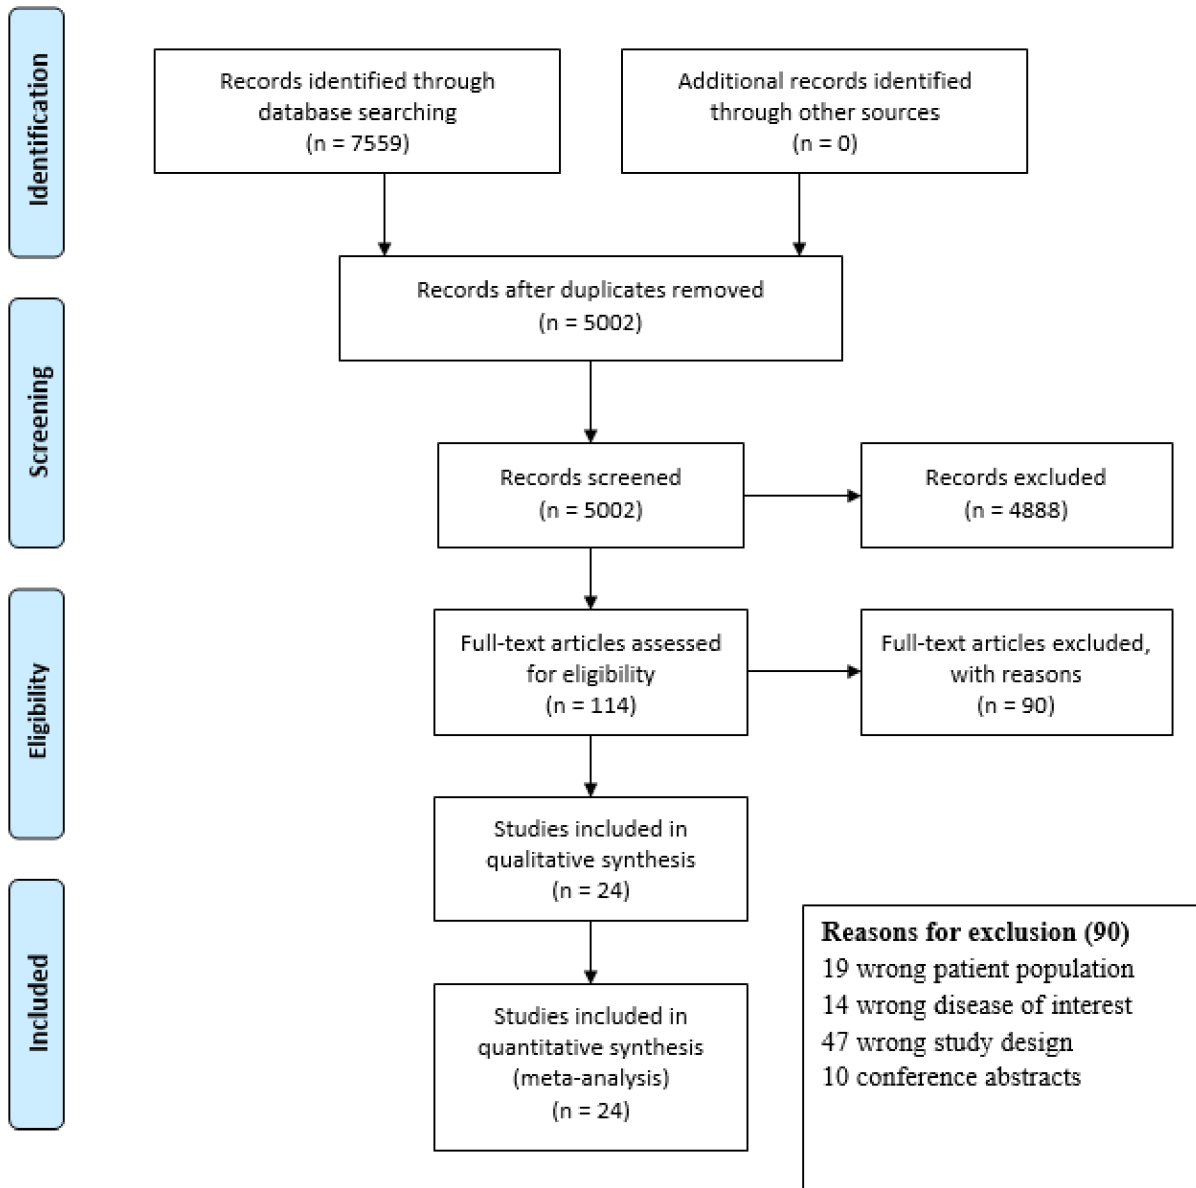 Identification
Records identified through
database searching
(n = 7559)
Additional records identified
through other sources
(n = 0)
Records after duplicates removed
(n = 5002)
Screening
Records screened
(n = 5002)
Records excluded
(n = 4888)
Eligibility
Full-text articles assessed
for eligibility
(n = 114)
Full-text articles excluded,
with reasons
(n = 90)
Studies included in
qualitative synthesis
(n = 24)
Included
Studies included in
quantitative synthesis
(meta-analysis)
(n = 24)
Reasons for exclusion (90)
19 wrong patient population
14 wrong disease of interest
47 wrong study design
10 conference abstracts